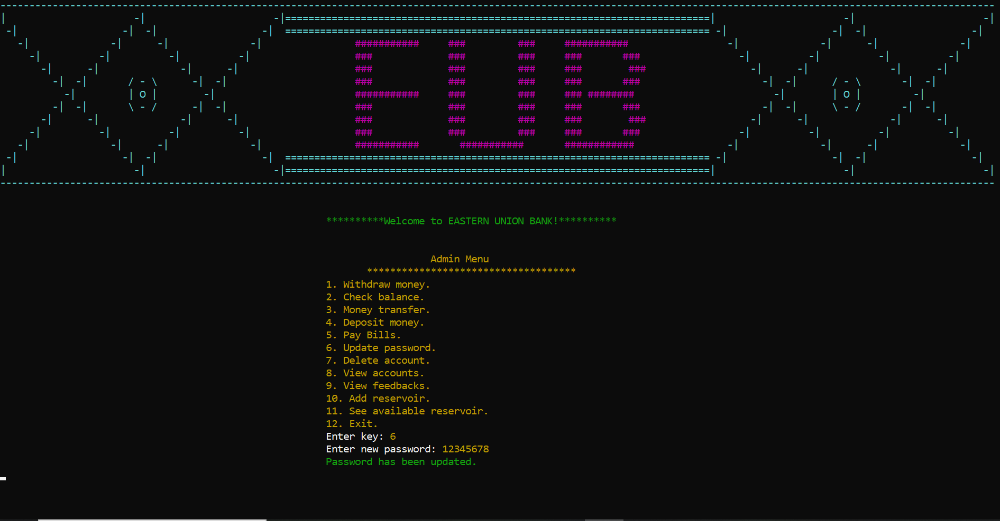 EUB
**********Welcome to EASTERN UNION BANK!**********
Admin Menu
************************************
1. Withdraw money.
2. Check balance.
3. Money transfer.
4. Deposit money.
5. Pay Bills.
6. Update password.
7. Delete account.
8. View accounts.
9. View feedbacks.
10. Add reservoir.
11. See available reservoir.
12. Exit.
Enter key: 6
Enter new password: 12345678
Password has been updated.